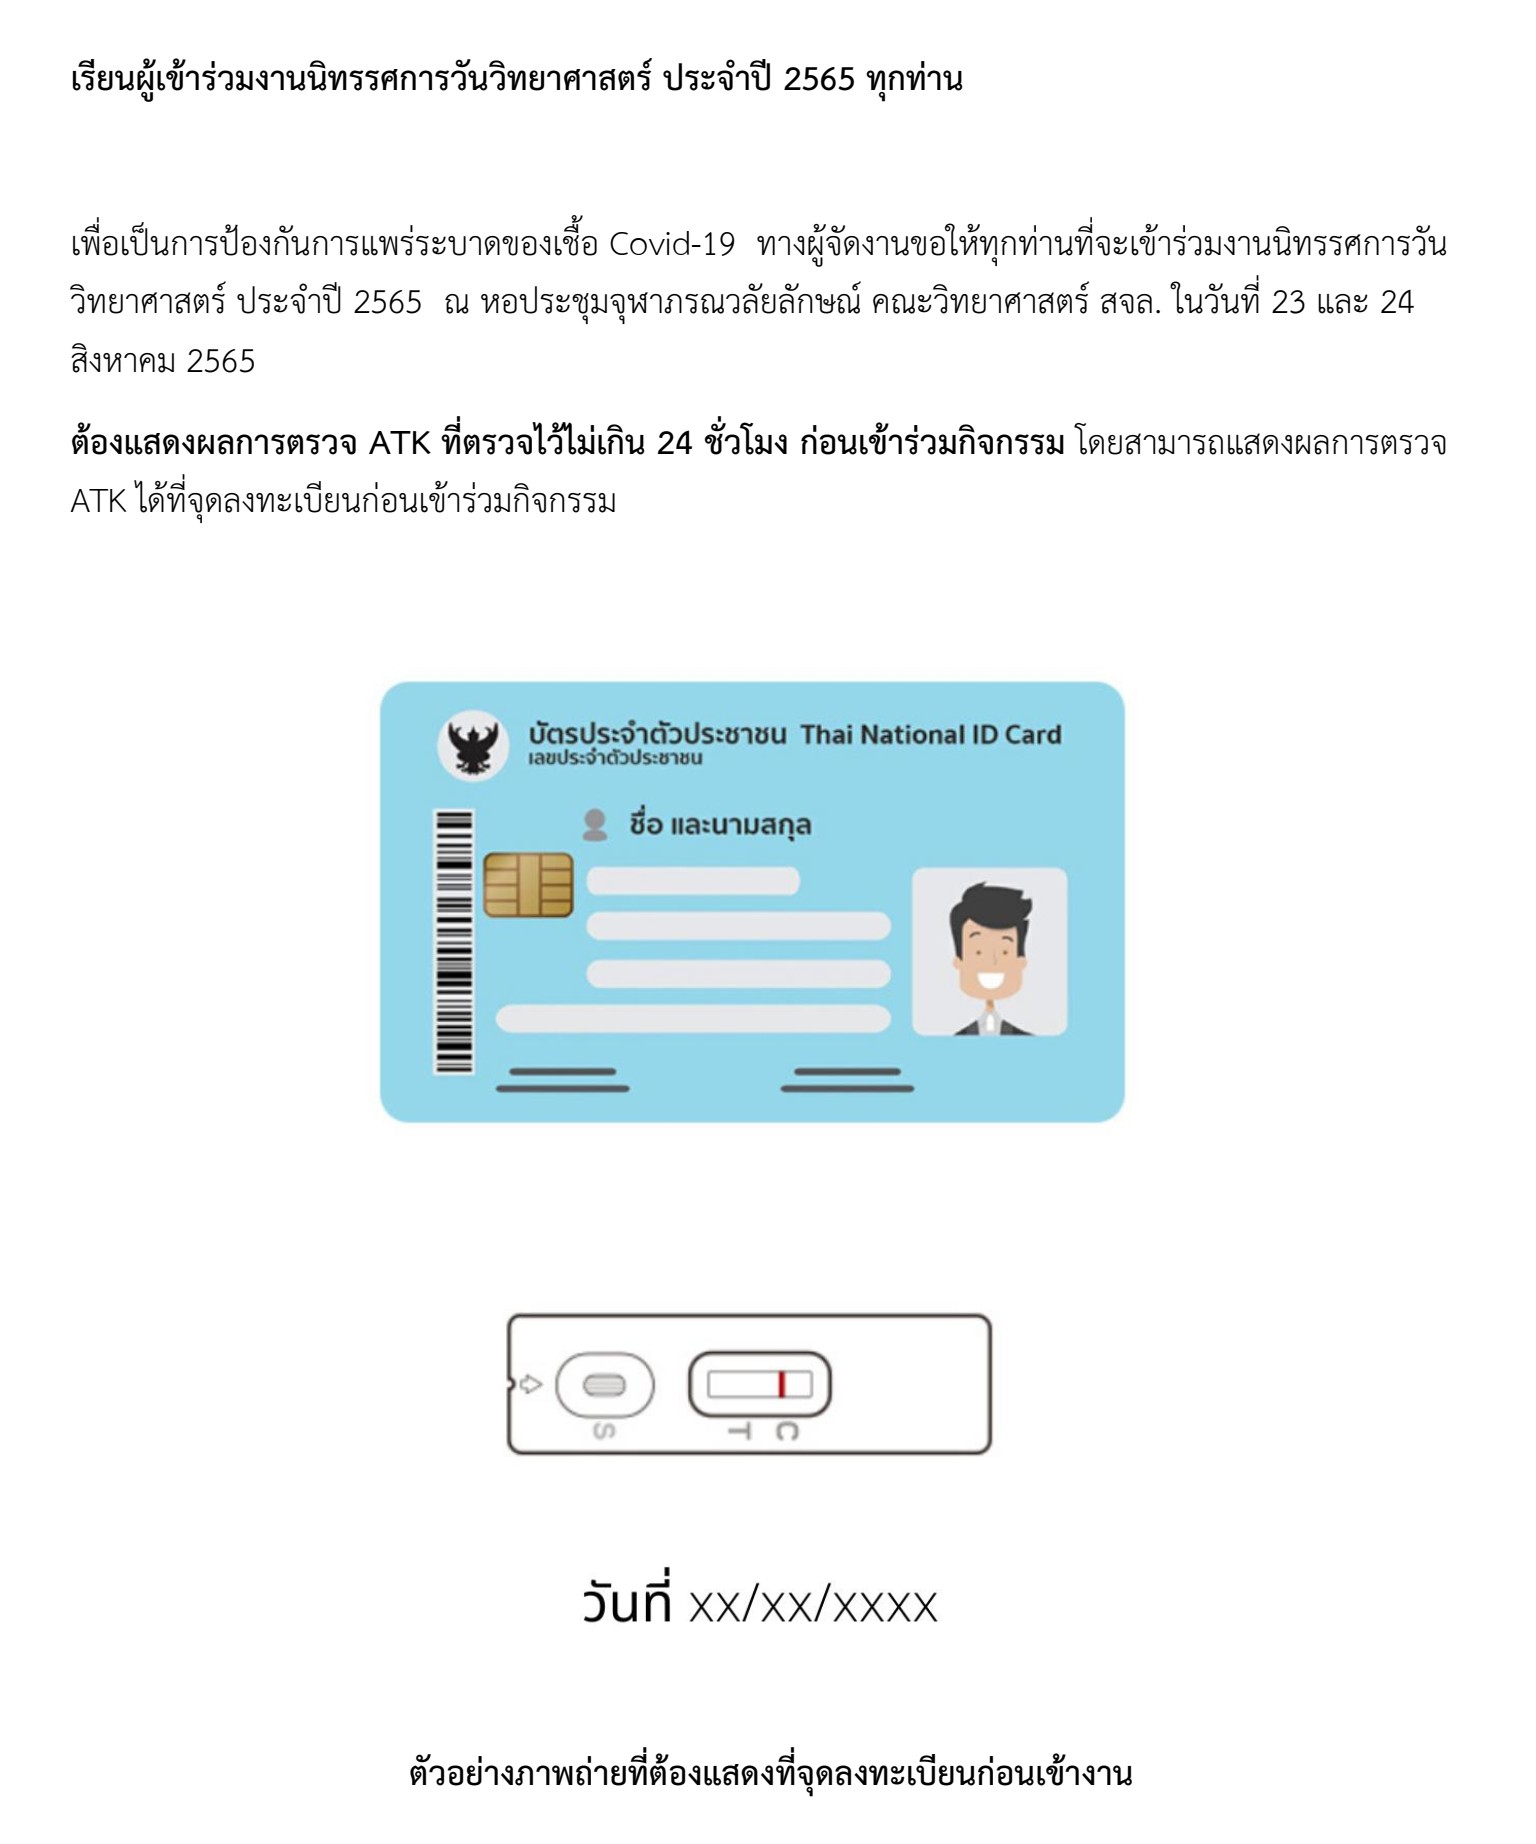 เรียนผู้เข้าร่วมงานนิทรรศการวันวิทยาศาสตร์ ประจำปี 2565 ทุกท่าน
เพื่อเป็นการป้องกันการแพร่ระบาดของเชื้อ Covid-19 ทางผู้จัดงานขอให้ทุกท่านที่จะเข้าร่วมงานนิทรรศการวัน
วิทยาศาสตร์ ประจำปี 2565 ณ หอประชุมจุฬาภรณวลัยลักษณ์ คณะวิทยาศาสตร์ สจล. ในวันที่ 23 และ 24
สิงหาคม 2565
ต้องแสดงผลการตรวจ ATK ที่ตรวจไว้ไม่เกิน 24 ชั่วโมง ก่อนเข้าร่วมกิจกรรม โดยสามารถแสดงผลการตรวจ
ATK ได้ที่จุดลงทะเบียนก่อนเข้าร่วมกิจกรรม
บัตรประจำตัวประชาชน Thai National ID Card
เลขประจำตัวประชาชน
ชื่อ และนามสกุล
S T C
วันที่ xx/xx/xxxx
ตัวอย่างภาพถ่ายที่ต้องแสดงที่จุดลงทะเบียนก่อนเข้างาน